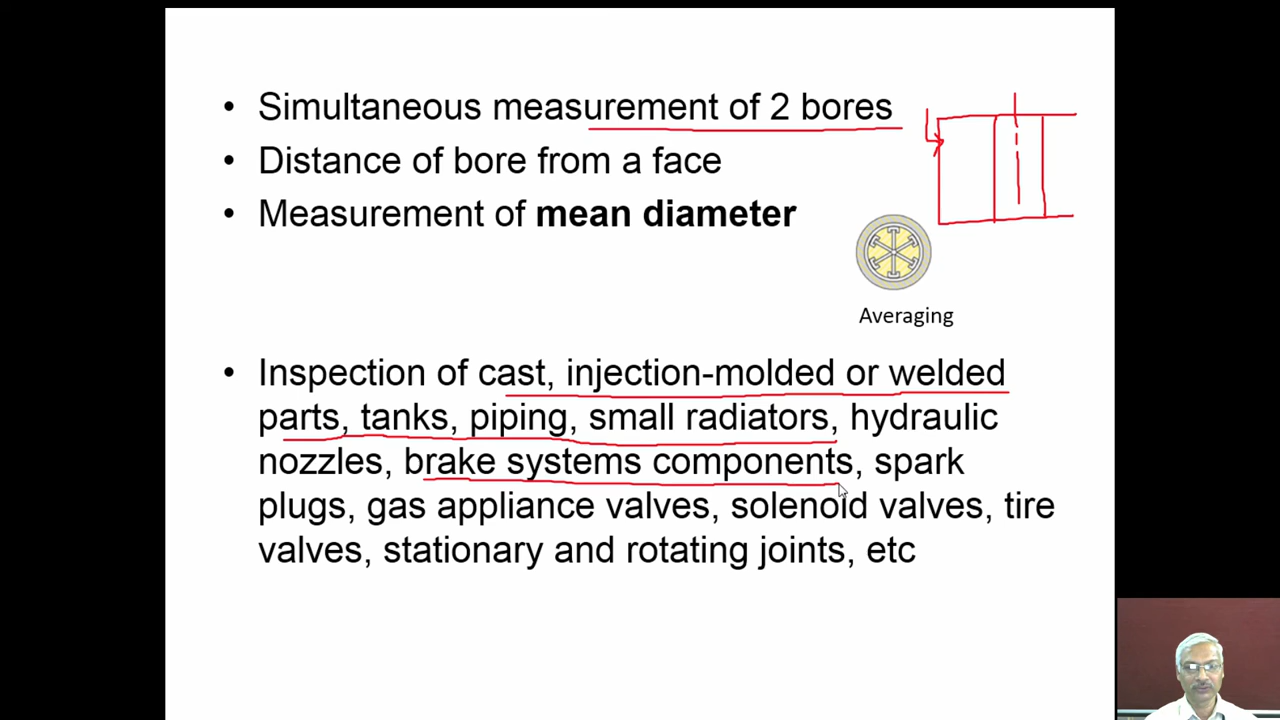 • Simultaneous measurement of 2 bores
• Distance of bore from a face
• Measurement of mean diameter
Averaging
• Inspection of cast, injection-molded or welded
parts, tanks, piping, small radiators, hydraulic
nozzles, brake systems components, spark
plugs, gas appliance valves, solenoid valves, tire
valves, stationary and rotating joints, etc